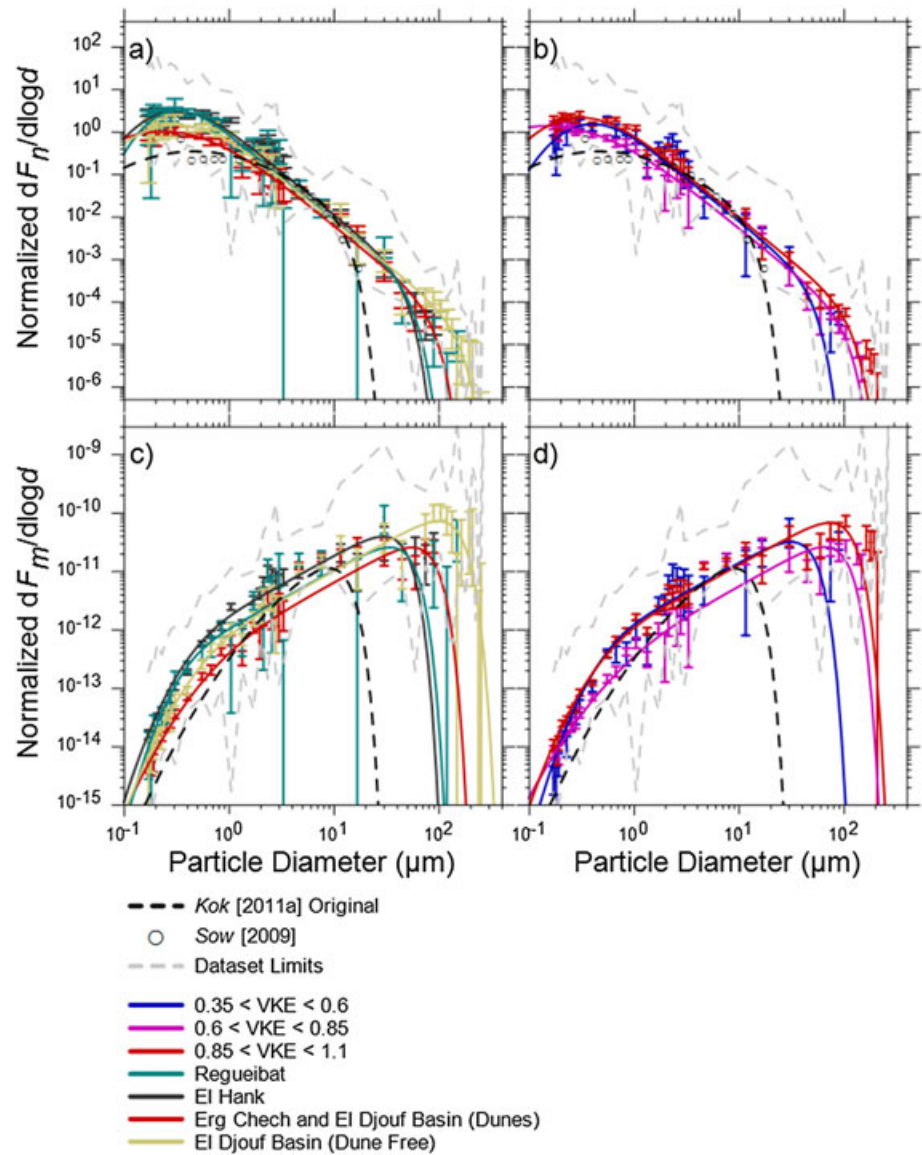 a)
b)
10²
10¹
10⁰
10⁻¹
10⁻²
10⁻³
10⁻⁴
10⁻⁵
10⁻⁶
Normalized dFn/dlogd
c)
d)
10⁻⁹
10⁻¹⁰
10⁻¹¹
10⁻¹²
10⁻¹³
10⁻¹⁴
10⁻¹⁵
Normalized dFm/dlogd
10⁻¹ 10⁰ 10¹ 10² 10⁻¹ 10⁰ 10¹ 10²
Particle Diameter (µm) Particle Diameter (µm)
Kok [2011a] Original
Sow [2009]
Dataset Limits
0.35 < VKE < 0.6
0.6 < VKE < 0.85
0.85 < VKE < 1.1
Regueibat
El Hank
Erg Chech and El Djouf Basin (Dunes)
El Djouf Basin (Dune Free)